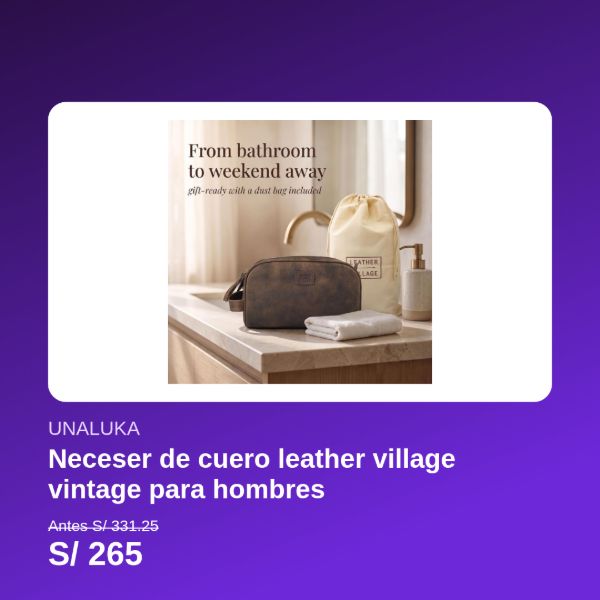 From bathroom
to weekend away
gift-ready with a dust bag included
LEATHER
VILLAGE
UNALUKA
Neceser de cuero leather village
vintage para hombres
Antes S/ 331.25
S/ 265